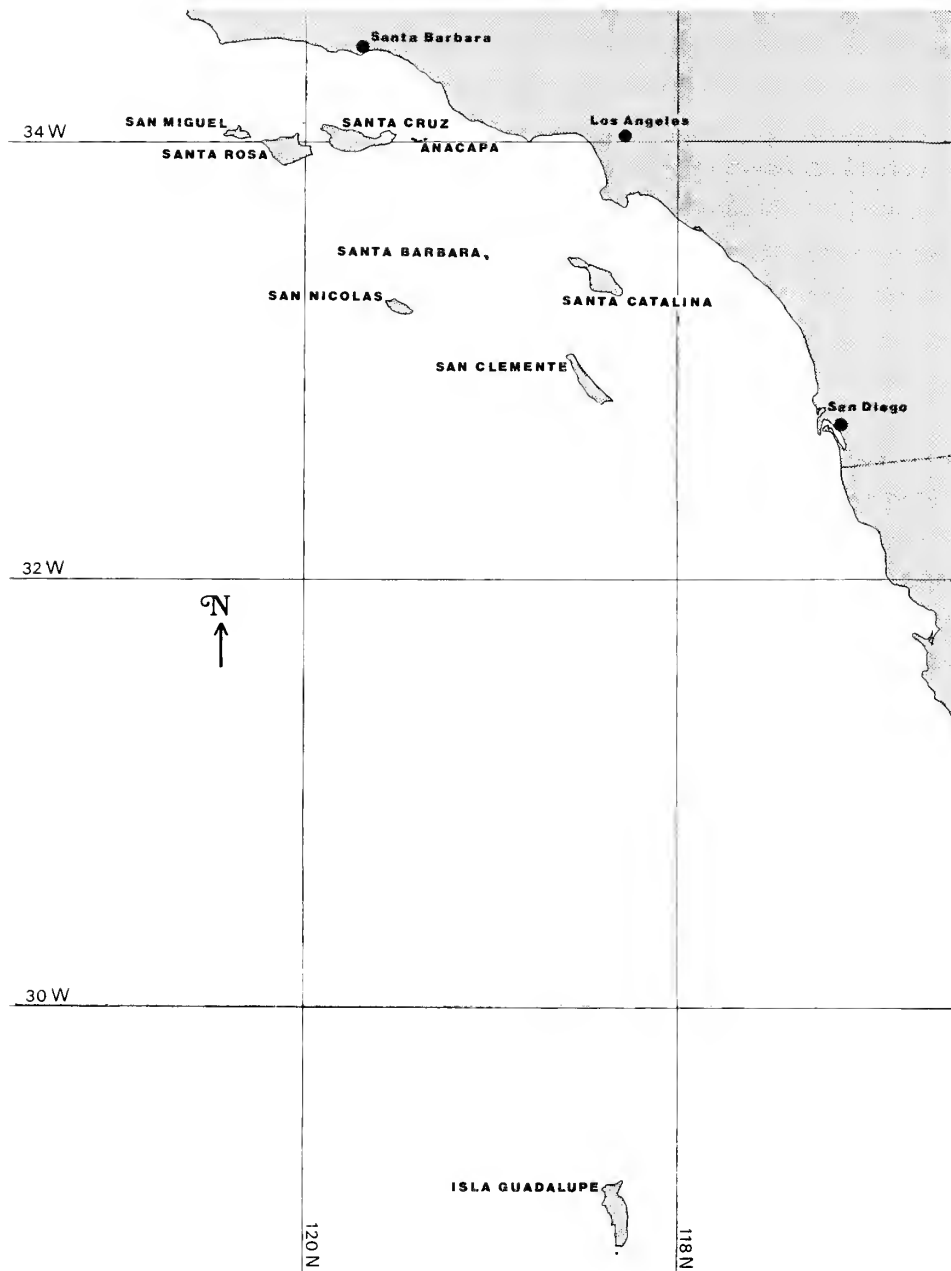 Santa Barbara
SAN MIGUEL
SANTA CRUZ
Los Angeles
34 W
ANACAPA
SANTA ROSA
SANTA BARBARA
SAN NICOLAS
SANTA CATALINA
SAN CLEMENTE
San Diego
32 W
N
30 W
ISLA GUADALUPE
120 N
118 N